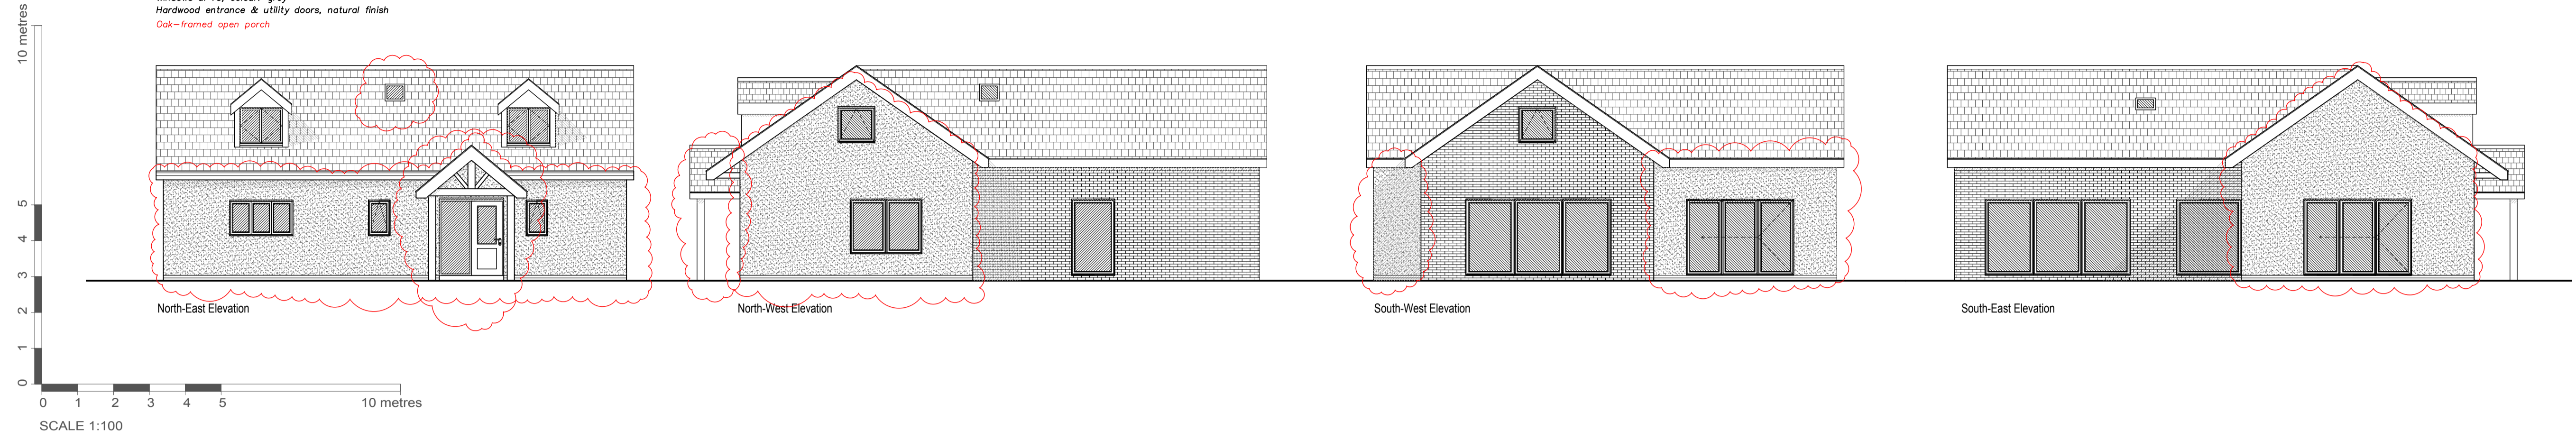 Hardwood entrance & utility doors, natural finish
Oak-framed open porch
10 metres
5
4
3
2
1
0
0 1 2 3 4 5 10 metres
SCALE 1:100
North-East Elevation
North-West Elevation
South-West Elevation
South-East Elevation